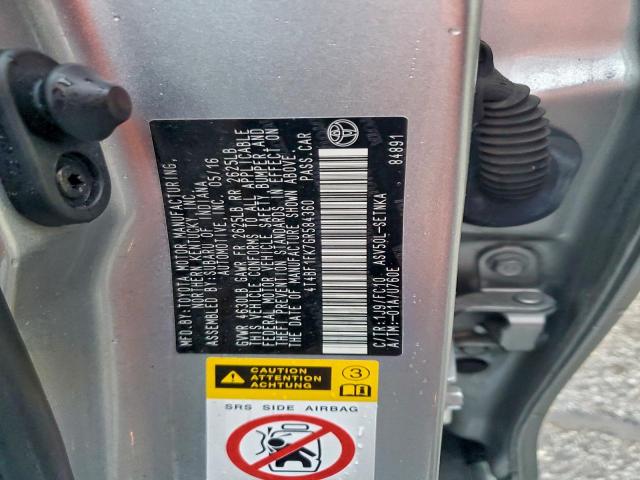 MFD.BY:TOYOTA MOTOR MANUFACTURING,
NORTHERN KENTUCKY, INC.
ASSEMBLED BY:SUBARU OF INDIANA
AUTOMOTIVE INC. 05/16
GVWR 4630LB GAWR FR 2625LB RR 2625LB
THIS VEHICLE CONFORMS TO ALL APPLICABLE
FEDERAL MOTOR VEHICLE SAFETY, BUMPER, AND
THEFT PREVENTION STANDARDS IN EFFECT ON
THE DATE OF MANUFACTURE SHOWN ABOVE.
4T4BF1FK7GR584360 PASS.CAR
C/TR:1J9/FC10 ASV50L-SETNKA
A/TM:-01A/U760E 84891
CAUTION
ATTENTION
ACHTUNG
3
SRS SIDE AIRBAG